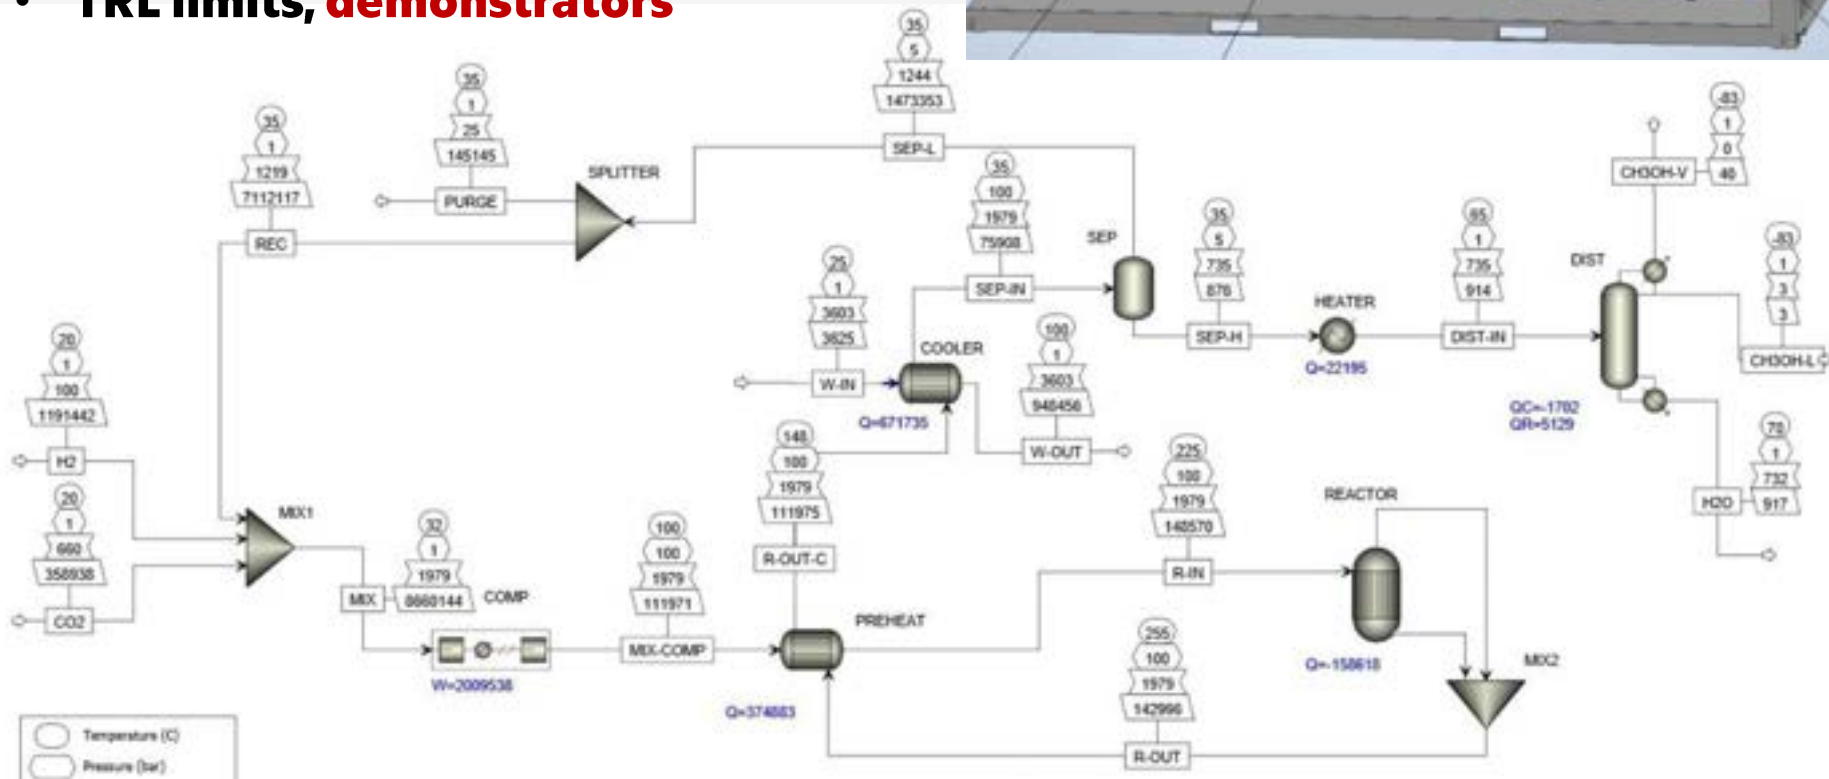 • TRL limits, demonstrators
35
5
1244
1473353
SEP-L
35
1
25
145145
PURGE
SPLITTER
35
1
1219
7112117
REC
-83
1
0
40
CH3OH-V
35
100
1979
75908
SEP-IN
SEP
35
5
735
876
SEP-H
HEATER
Q=22195
65
1
735
914
DIST-IN
DIST
QC=-1702
QR=5129
-83
1
3
3
CH3OH-L
25
1
3603
3625
W-IN
COOLER
Q=671735
100
1
3603
948456
W-OUT
20
1
100
1191442
H2
20
1
660
358938
CO2
MIX1
32
1
1979
8660144
MIX
COMP
W=2009538
100
100
1979
111971
MIX-COMP
148
100
1979
111975
R-OUT-C
PREHEAT
Q=374883
225
100
1979
140570
R-IN
REACTOR
Q=-158618
70
1
732
917
H2O
255
100
1979
142996
R-OUT
MIX2
Temperature (C)
Pressure (bar)